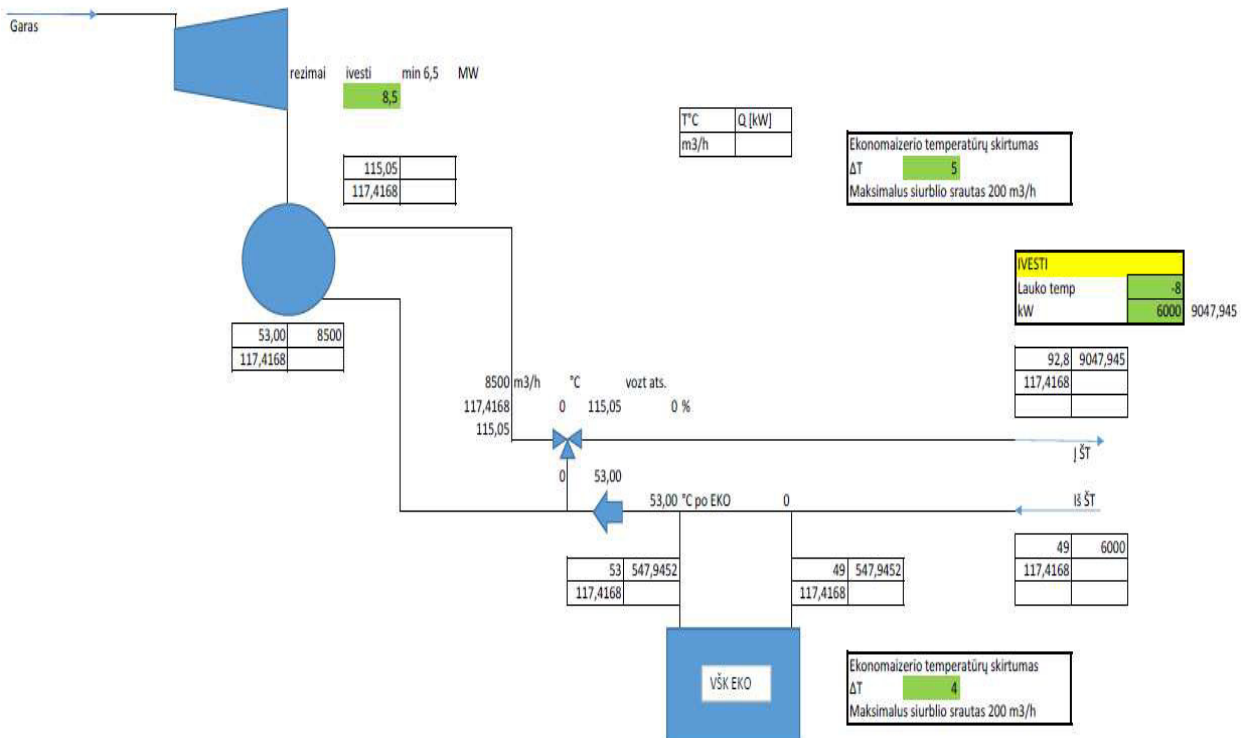 Garas
rezimai ivesti min 6,5 MW
8,5
T°C Q [kW]
m3/h
Ekonomaizerio temperatūrų skirtumas
ΔT 5
Maksimalus siurblio srautas 200 m3/h
115,05
117,4168
IVESTI
Lauko temp -8
kW 6000 9047,945
53,00 8500
117,4168
92,8 9047,945
117,4168
8500 m3/h °C vozt ats.
117,4168 0 115,05 0 %
115,05
Į ŠT
0 53,00
53,00 °C po EKO 0
Iš ŠT
49 6000
117,4168
53 547,9452
117,4168
49 547,9452
117,4168
VŠK EKO
Ekonomaizerio temperatūrų skirtumas
ΔT 4
Maksimalus siurblio srautas 200 m3/h